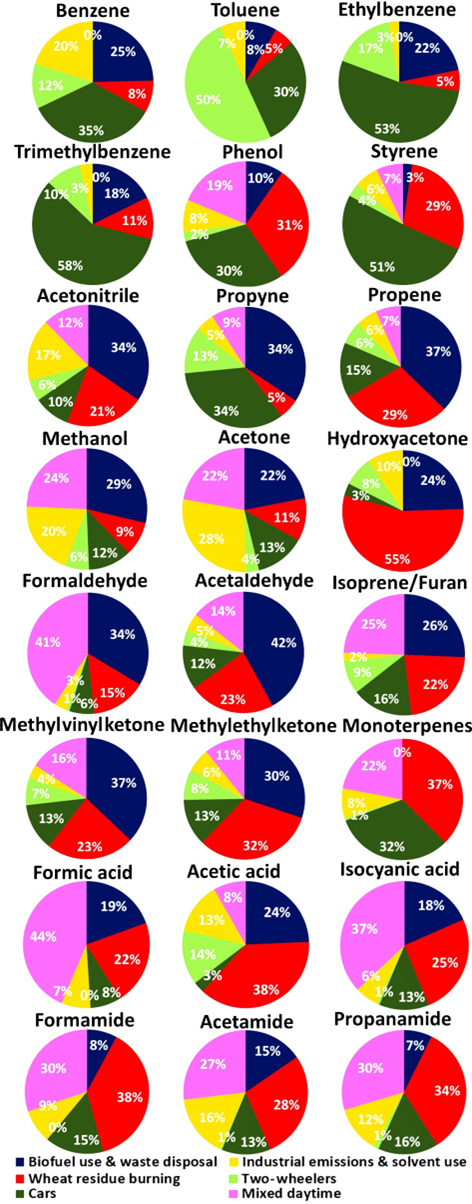 Benzene Toluene Ethylbenzene
20% 0% 25% 12% 8% 35%
7% 0% 8% 5% 50% 30%
3% 0% 22% 17% 5% 53%
Trimethylbenzene Phenol Styrene
10% 3% 0% 18% 11% 58%
19% 10% 8% 31% 2% 30%
7% 3% 6% 4% 29% 51%
Acetonitrile Propyne Propene
12% 34% 17% 6% 10% 21%
9% 34% 5% 13% 5% 34%
7% 37% 6% 6% 15% 29%
Methanol Acetone Hydroxyacetone
24% 29% 20% 9% 6% 12%
22% 22% 28% 11% 4% 13%
10% 0% 24% 8% 3% 55%
Formaldehyde Acetaldehyde Isoprene/Furan
41% 34% 3% 15% 1% 6%
14% 42% 5% 4% 12% 23%
25% 26% 2% 9% 22% 16%
Methylvinylketone Methylethylketone Monoterpenes
16% 37% 4% 7% 13% 23%
11% 30% 6% 8% 13% 32%
0% 22% 37% 8% 1% 32%
Formic acid Acetic acid Isocyanic acid
19% 44% 22% 7% 0% 8%
8% 24% 13% 14% 3% 38%
18% 37% 25% 6% 1% 13%
Formamide Acetamide Propanamide
8% 30% 38% 9% 0% 15%
15% 27% 28% 16% 1% 13%
7% 30% 34% 12% 1% 16%
Biofuel use & waste disposal Industrial emissions & solvent use
Wheat residue burning Two-wheelers
Cars Mixed daytime